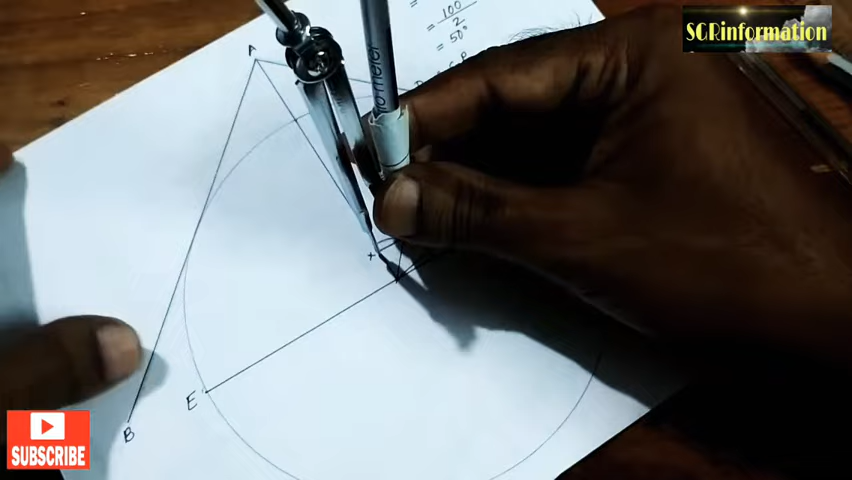 SCRinformation
= 100/2
= 50°
A
×
E
B
SUBSCRIBE